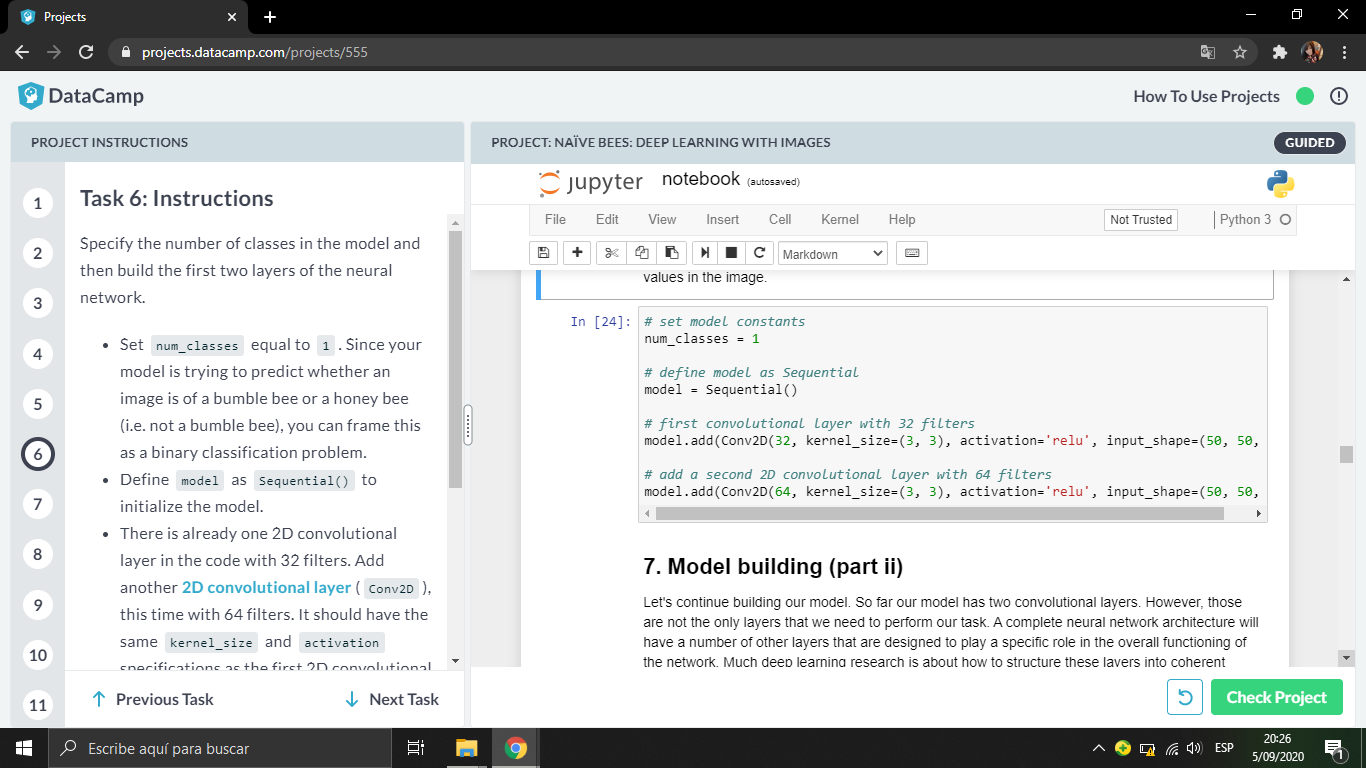 Projects
projects.datacamp.com/projects/555
DataCamp
How To Use Projects
PROJECT INSTRUCTIONS
1
2
3
4
5
6
7
8
9
10
11
Task 6: Instructions
Specify the number of classes in the model and
then build the first two layers of the neural
network.
• Set num_classes equal to 1 . Since your
model is trying to predict whether an
image is of a bumble bee or a honey bee
(i.e. not a bumble bee), you can frame this
as a binary classification problem.
• Define model as Sequential() to
initialize the model.
• There is already one 2D convolutional
layer in the code with 32 filters. Add
another 2D convolutional layer ( Conv2D ),
this time with 64 filters. It should have the
same kernel_size and activation
specifications as the first 2D convolutional
Previous Task
Next Task
PROJECT: NAÏVE BEES: DEEP LEARNING WITH IMAGES
GUIDED
jupyter notebook (autosaved)
File Edit View Insert Cell Kernel Help
Not Trusted
Python 3
Markdown
values in the image.
In [24]:
# set model constants
num_classes = 1
# define model as Sequential
model = Sequential()
# first convolutional layer with 32 filters
model.add(Conv2D(32, kernel_size=(3, 3), activation='relu', input_shape=(50, 50,
# add a second 2D convolutional layer with 64 filters
model.add(Conv2D(64, kernel_size=(3, 3), activation='relu', input_shape=(50, 50,
7. Model building (part ii)
Let's continue building our model. So far our model has two convolutional layers. However, those
are not the only layers that we need to perform our task. A complete neural network architecture will
have a number of other layers that are designed to play a specific role in the overall functioning of
the network. Much deep learning research is about how to structure these layers into coherent
Check Project
Escribe aquí para buscar
ESP
20:26
5/09/2020
1